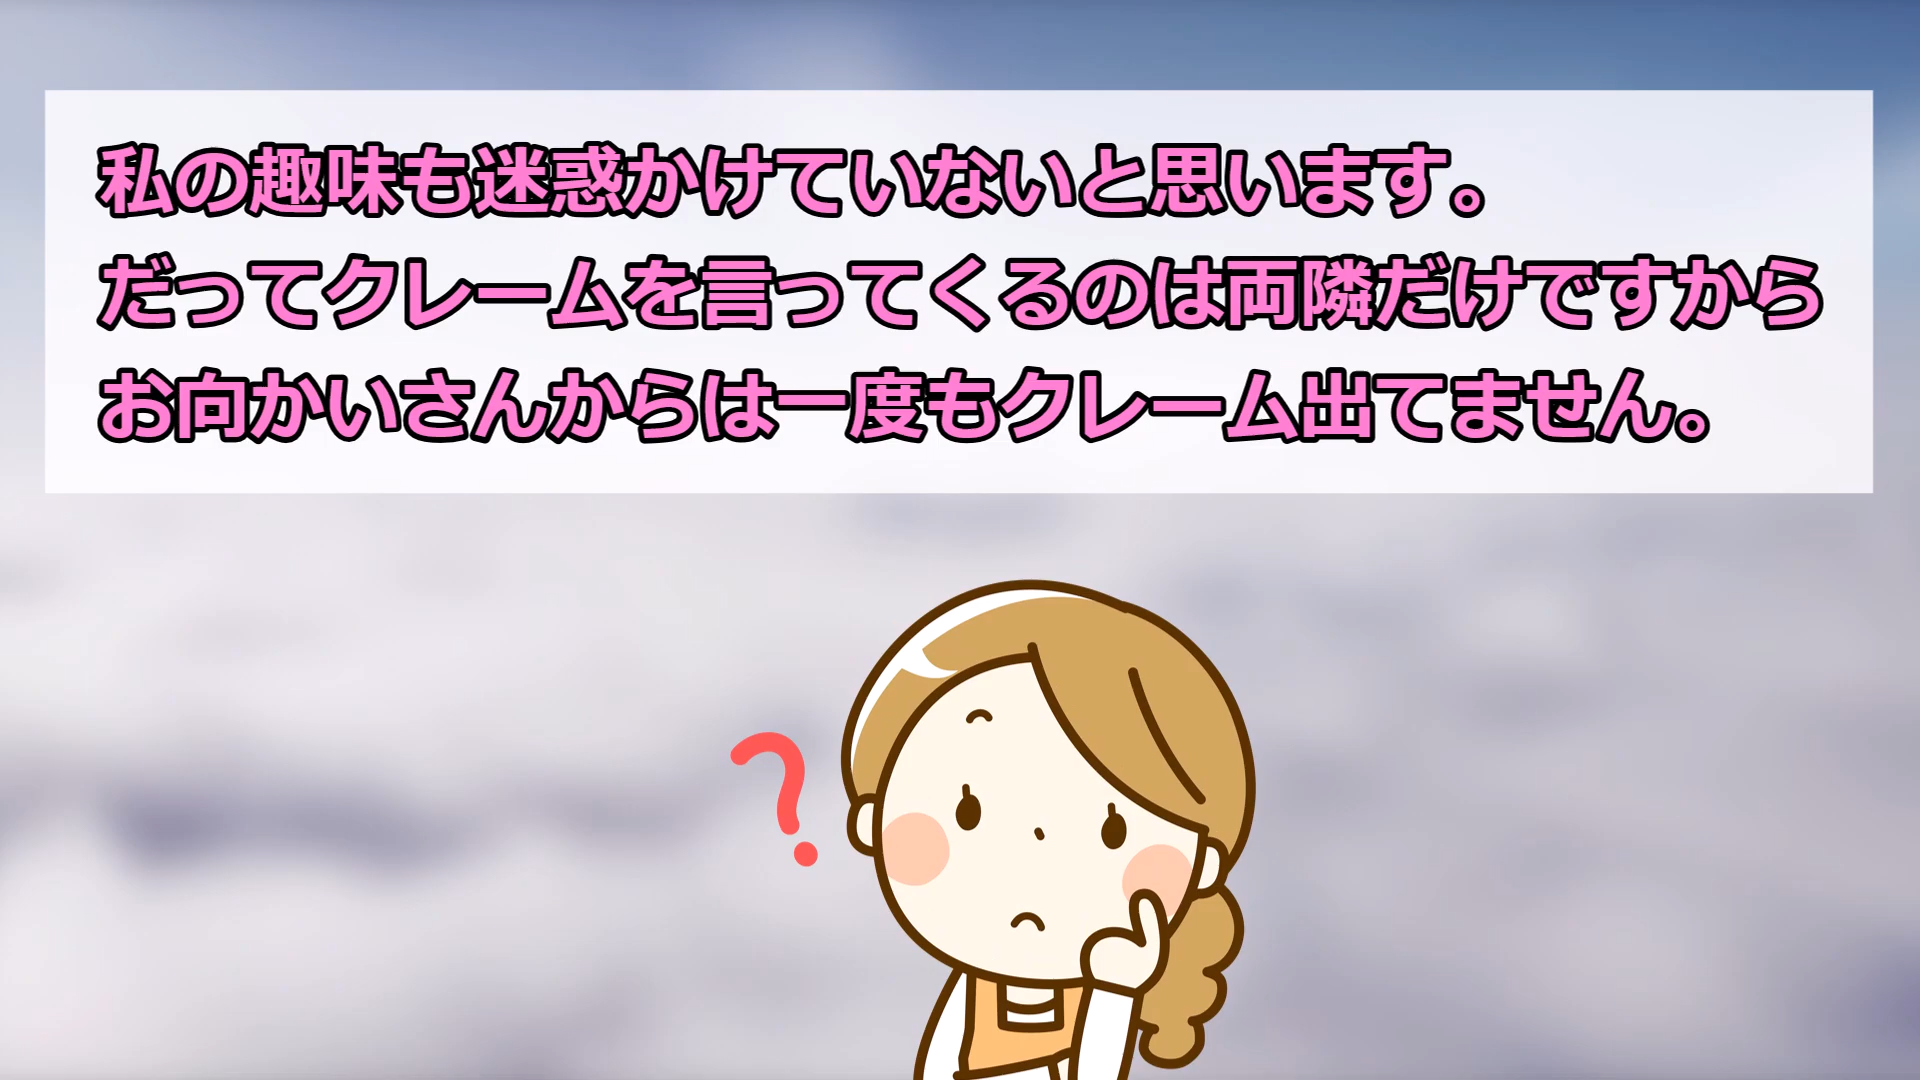 私の趣味も迷惑かけていないと思います。
だってクレームを言ってくるのは両隣だけですから
お向かいさんからは一度もクレーム出てません。
?